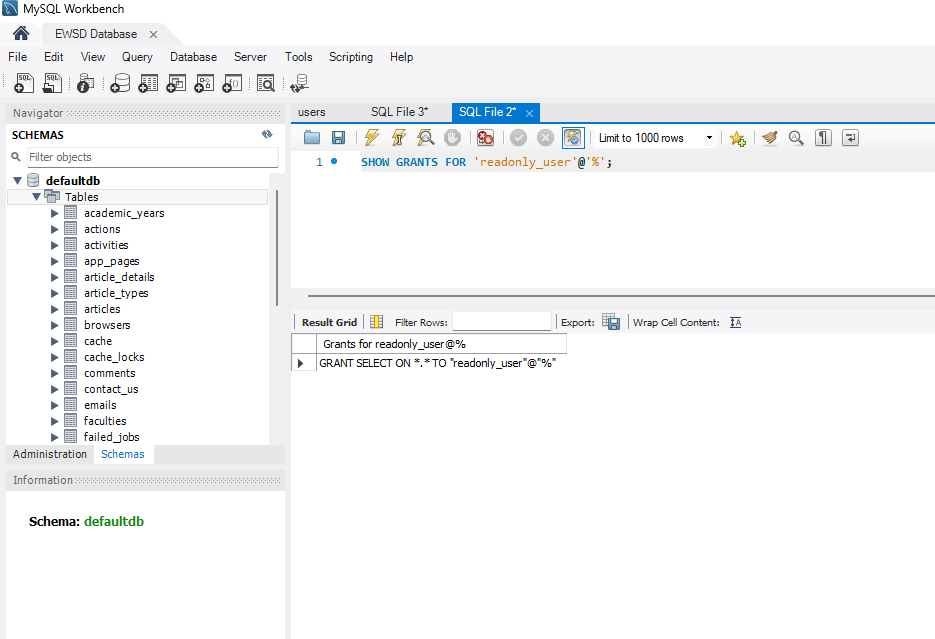 MySQL Workbench
EWSD Database
File Edit View Query Database Server Tools Scripting Help
SQL SQL
Navigator
SCHEMAS
Filter objects
defaultdb
Tables
academic_years
actions
activities
app_pages
article_details
article_types
articles
browsers
cache
cache_locks
comments
contact_us
emails
faculties
failed_jobs
Administration Schemas
Information
Schema: defaultdb
users SQL File 3* SQL File 2*
Limit to 1000 rows
1 SHOW GRANTS FOR 'readonly_user'@'%';
Result Grid Filter Rows: Export: Wrap Cell Content:
Grants for readonly_user@%
GRANT SELECT ON *.* TO "readonly_user"@"%"